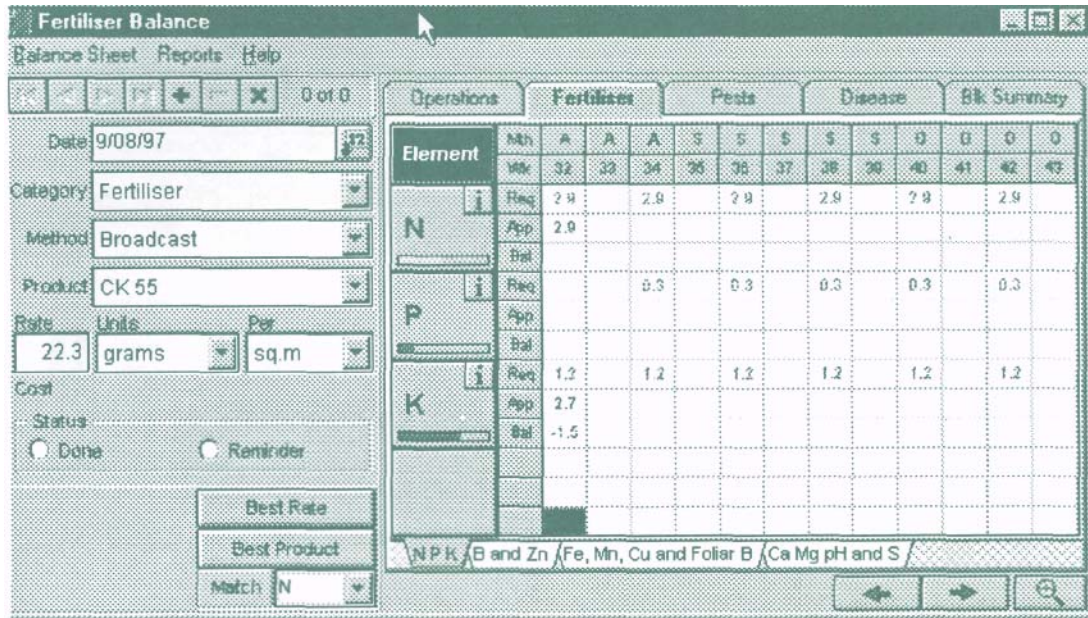 Fertiliser Balance
Balance Sheet Reports Help
0 of 0
Date 9/08/97 12
Category Fertiliser
Method Broadcast
Product CK 55
Rate Units Per
22.3 grams sq.m
Cost
Status
Done Reminder
Best Rate
Best Product
Match N
Operations Fertiliser Pests Disease Blk Summary
Element
Mth A A A S S S S S O O O O
Wk 32 33 34 35 36 37 38 39 40 41 42 43
N i
Req 2.9 2.9 2.9 2.9 2.9 2.9
App 2.9
Bal
P i
Req 0.3 0.3 0.3 0.3 0.3
App
Bal
K i
Req 1.2 1.2 1.2 1.2 1.2 1.2
App 2.7
Bal -1.5
N P K B and Zn Fe, Mn, Cu and Foliar B Ca Mg pH and S